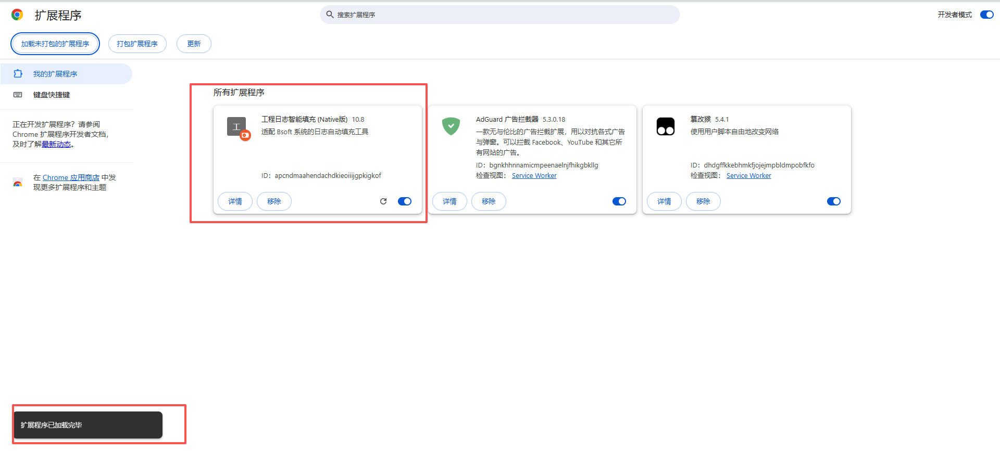 扩展程序
搜索扩展程序
开发者模式
加载未打包的扩展程序
打包扩展程序
更新
我的扩展程序
键盘快捷键
正在开发扩展程序？请参阅
Chrome 扩展程序开发者文档，
及时了解最新动态。
在 Chrome 应用商店 中发
现更多扩展程序和主题
所有扩展程序
工
工程日志智能填充 (Native版) 10.8
适配 Bsoft 系统的日志自动填充工具
ID： apcndmaahendachdkieoiiijgpkigkof
详情
移除
AdGuard 广告拦截器 5.3.0.18
一款无与伦比的广告拦截扩展，用以对抗各式广告
与弹窗。可以拦截 Facebook、YouTube 和其它所
有网站的广告。
ID： bgnkhhnnamicmpeenaelnjfhikgbkllg
检查视图： Service Worker
详情
移除
篡改猴 5.4.1
使用用户脚本自由地改变网络
ID： dhdgffkkebhmkfjojejmpbldmpobfkfo
检查视图： Service Worker
详情
移除
扩展程序已加载完毕